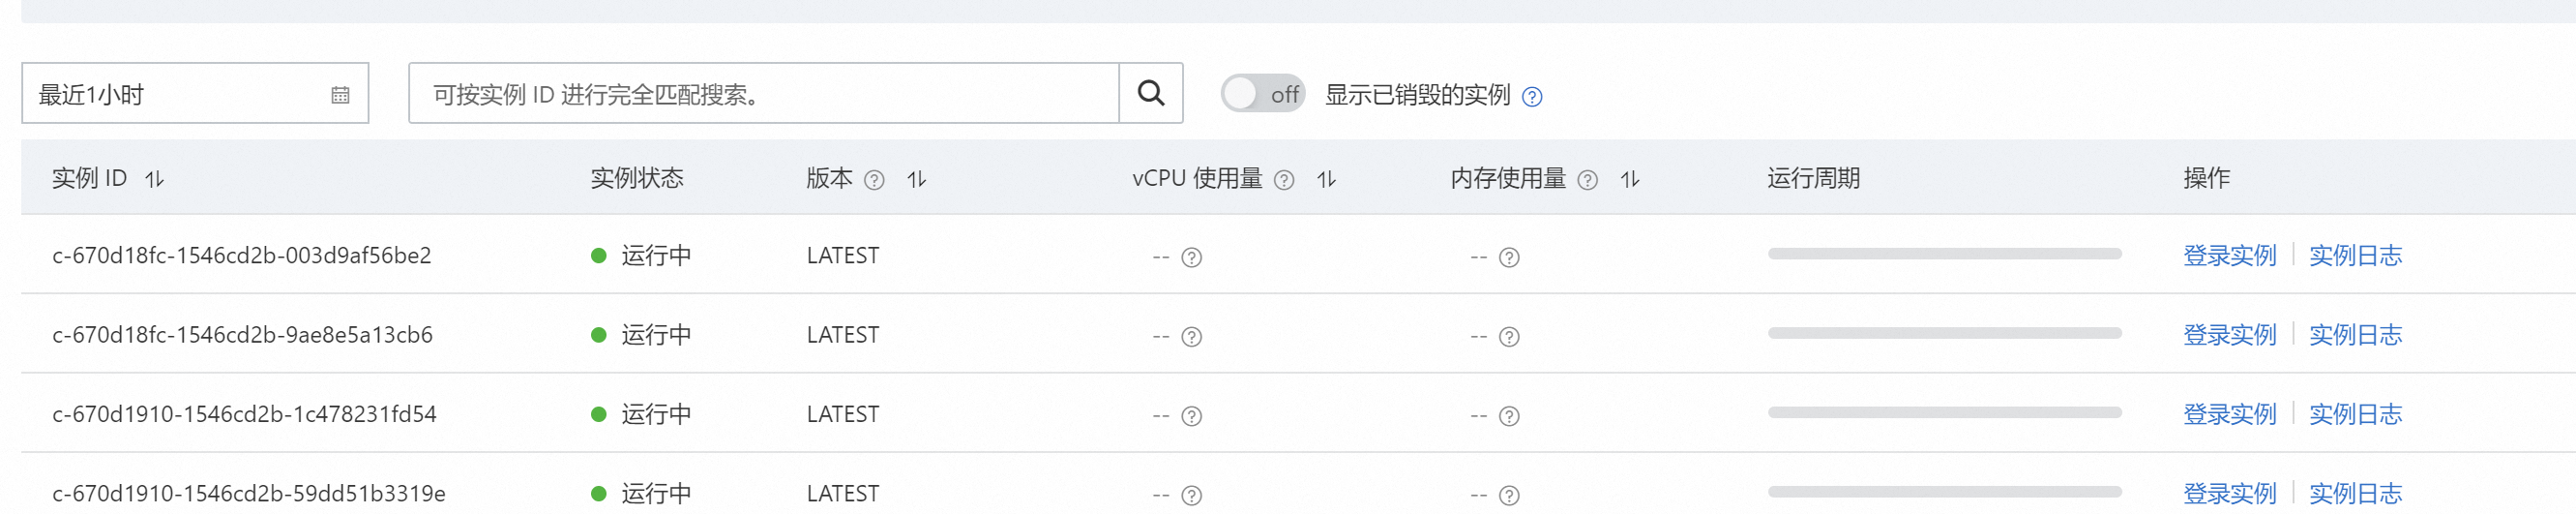 最近1小时 可按实例 ID 进行完全匹配搜索。 off 显示已销毁的实例
实例 ID 实例状态 版本 vCPU 使用量 内存使用量 运行周期 操作
c-670d18fc-1546cd2b-003d9af56be2 运行中 LATEST -- -- 登录实例 实例日志
c-670d18fc-1546cd2b-9ae8e5a13cb6 运行中 LATEST -- -- 登录实例 实例日志
c-670d1910-1546cd2b-1c478231fd54 运行中 LATEST -- -- 登录实例 实例日志
c-670d1910-1546cd2b-59dd51b3319e 运行中 LATEST -- -- 登录实例 实例日志